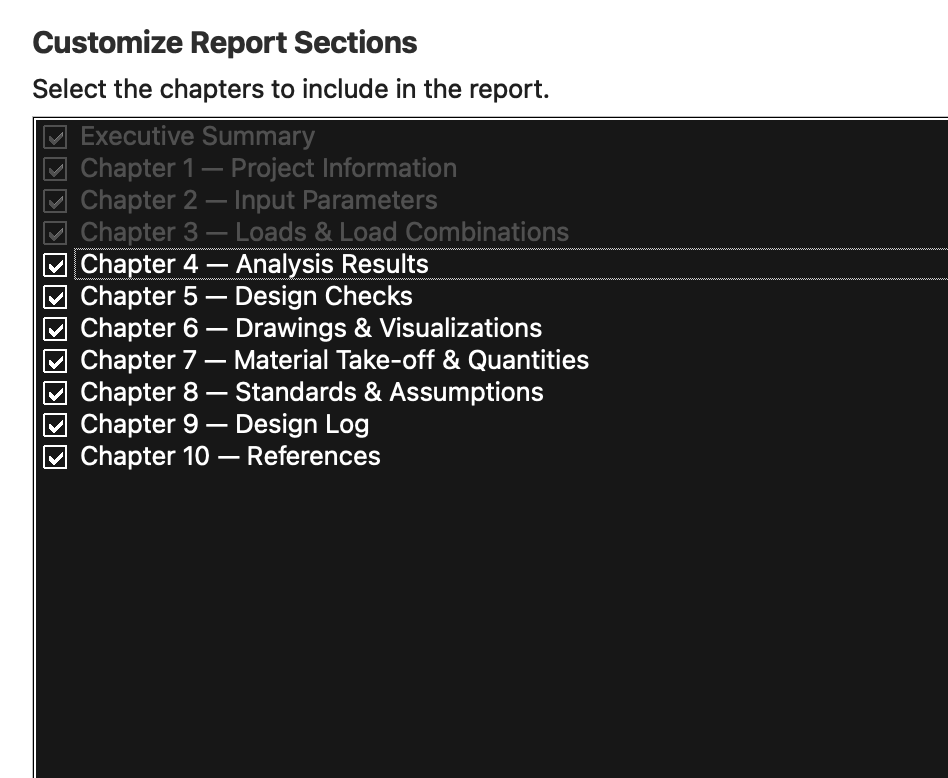 Customize Report Sections
Select the chapters to include in the report.
Executive Summary
Chapter 1 — Project Information
Chapter 2 — Input Parameters
Chapter 3 — Loads & Load Combinations
Chapter 4 — Analysis Results
Chapter 5 — Design Checks
Chapter 6 — Drawings & Visualizations
Chapter 7 — Material Take-off & Quantities
Chapter 8 — Standards & Assumptions
Chapter 9 — Design Log
Chapter 10 — References